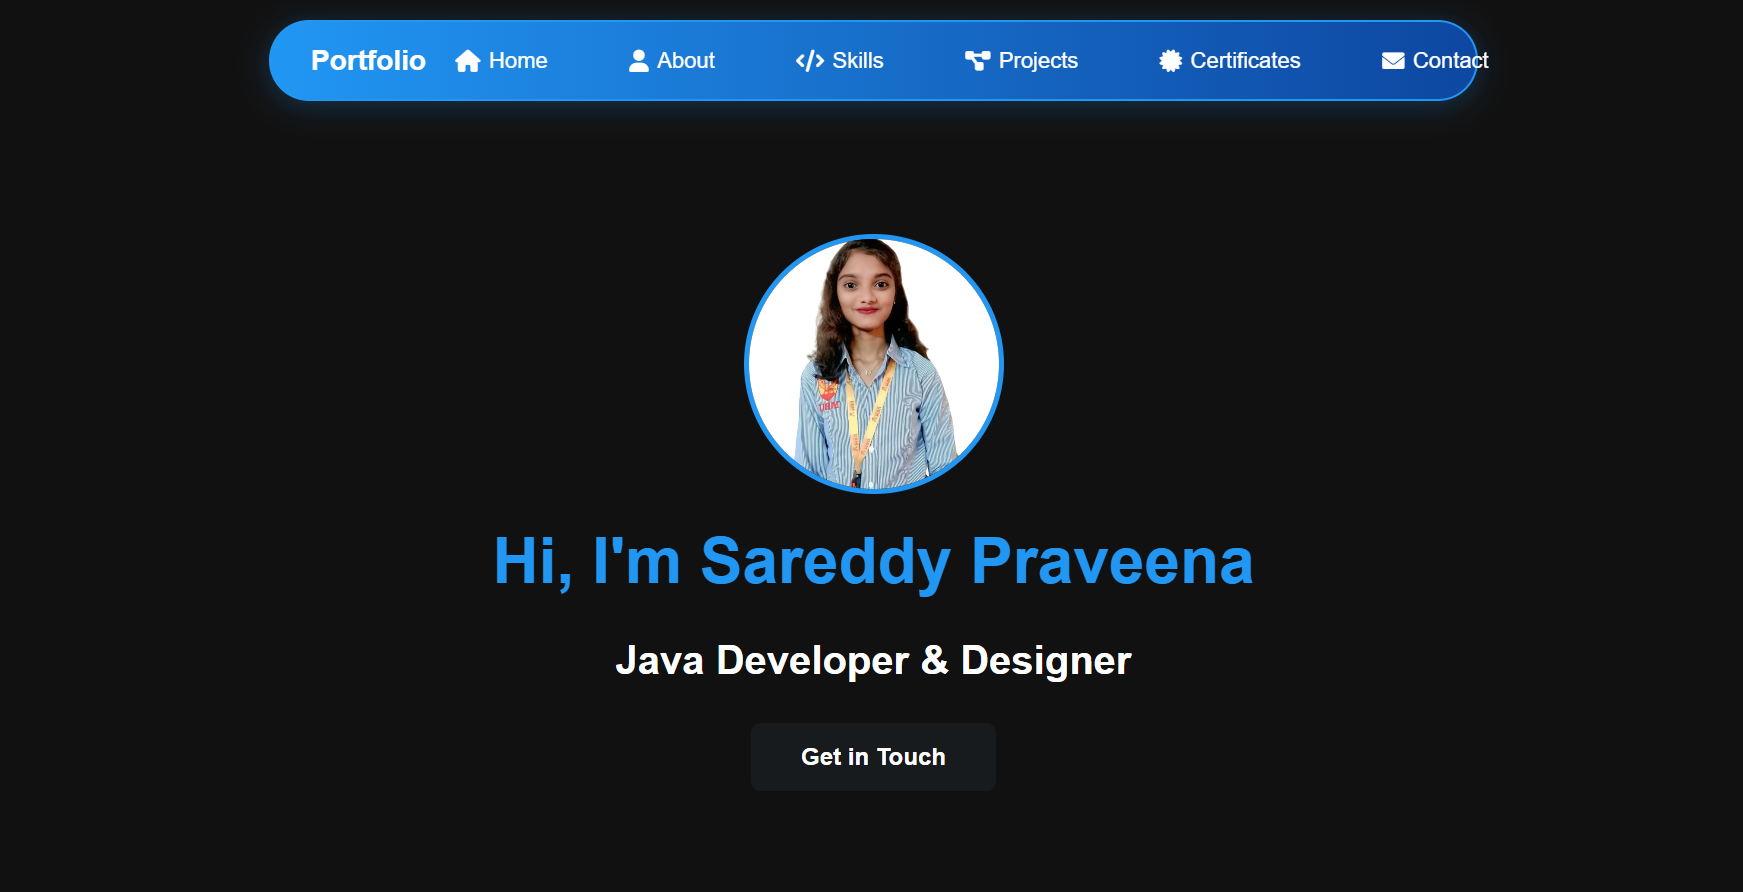 Portfolio Home About Skills Projects Certificates Contact
Hi, I'm Sareddy Praveena
Java Developer & Designer
Get in Touch